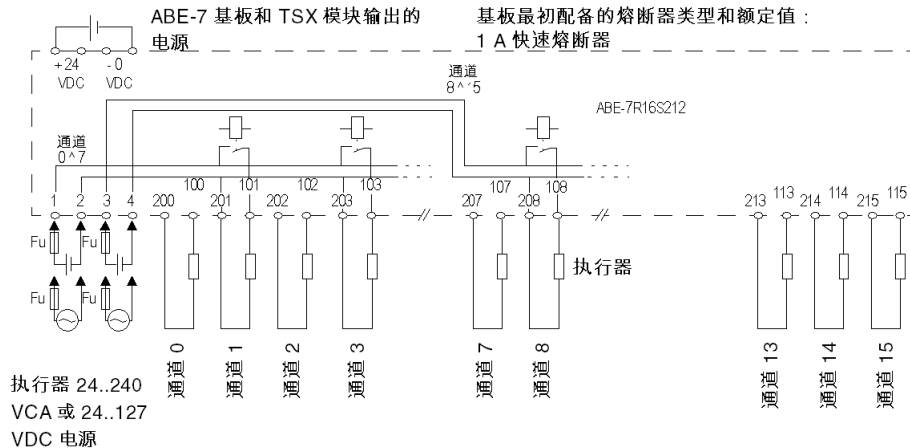 ABE-7 基板和 TSX 模块输出的
电源
基板最初配备的熔断器类型和额定值：
1 A 快速熔断器
+24 -0
VDC VDC
通道
8^15
ABE-7R16S212
通道
0^7
1 2 3 4 200 100 201 101 202 102 203 103 207 107 208 108 213 113 214 114 215 115
Fu Fu
Fu Fu
执行器
通道 0 通道 1 通道 2 通道 3 通道 7 通道 8 通道 13 通道 14 通道 15
执行器 24..240
VCA 或 24..127
VDC 电源